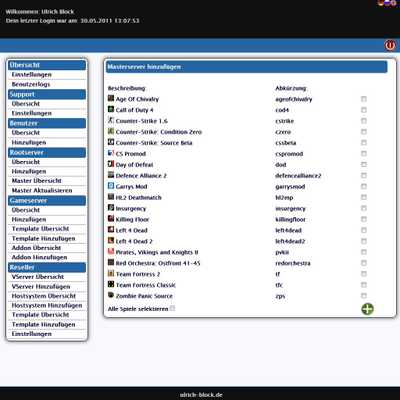 Wilkommen: Ulrich Block
Dein letzter Login war am: 30.05.2011 13:07:53
Übersicht
Einstellungen
Benutzerlogs
Support
Übersicht
Einstellungen
Benutzer
Übersicht
Hinzufügen
Rootserver
Übersicht
Hinzufügen
Master Übersicht
Master Aktualisieren
Gameserver
Übersicht
Hinzufügen
Template Übersicht
Template Hinzufügen
Addon Übersicht
Addon Hinzufügen
Reseller
VServer Übersicht
VServer Hinzufügen
Hostsystem Übersicht
Hostsystem Hinzufügen
Template Übersicht
Template Hinzufügen
Einstellungen
Masterserver hinzufügen
Beschreibung: Abkürzung:
Age Of Chivalry ageofchivalry
Call of Duty 4 cod4
Counter-Strike 1.6 cstrike
Counter-Strike: Condition Zero czero
Counter-Strike: Source Beta cssbeta
CS Promod cspromod
Day of Defeat dod
Defence Alliance 2 defencealliance2
Garrys Mod garrysmod
HL2 Deathmatch hl2mp
Insurgency insurgency
Killing Floor killingfloor
Left 4 Dead left4dead
Left 4 Dead 2 left4dead2
Pirates, Vikings and Knights II pvkii
Red Orchestra: Ostfront 41-45 redorchestra
Team Fortress 2 tf
Team Fortress Classic tfc
Zombie Panic Source zps
Alle Spiele selektieren
ulrich-block.de